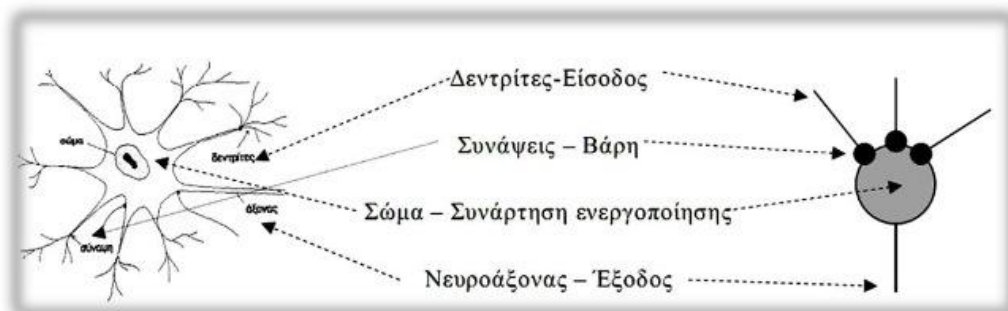 Δεντρίτες-Είσοδος
σώμα
δεντρίτες
Συνάψεις – Βάρη
Σώμα – Συνάρτηση ενεργοποίησης
άξονας
σύναψη
Νευροάξονας – Έξοδος